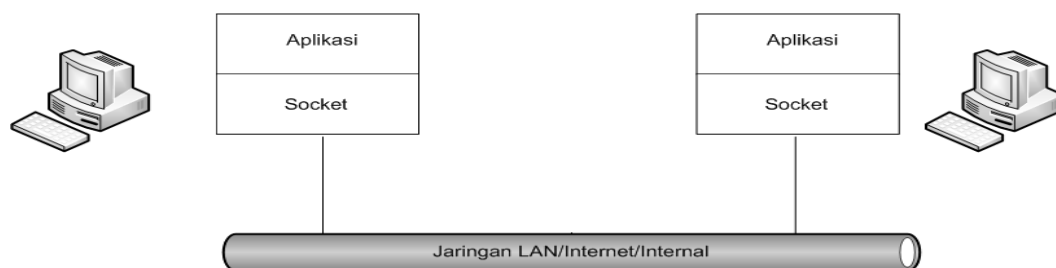 Aplikasi
Socket
Aplikasi
Socket
Jaringan LAN/Internet/Internal